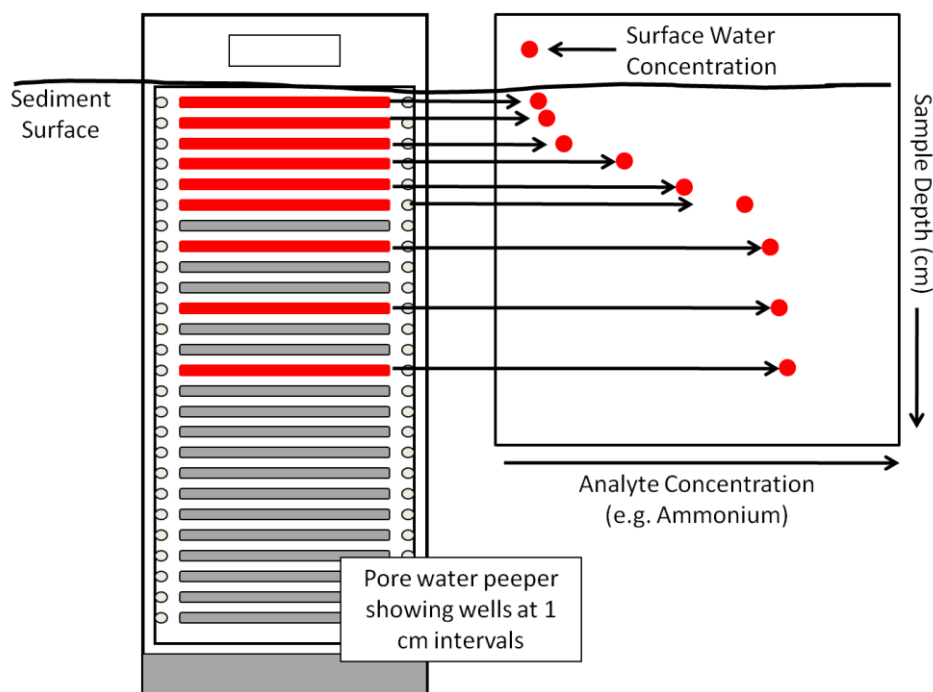 Surface Water
Concentration
Sediment
Surface
Sample Depth (cm)
Analyte Concentration
(e.g. Ammonium)
Pore water peeper
showing wells at 1
cm intervals